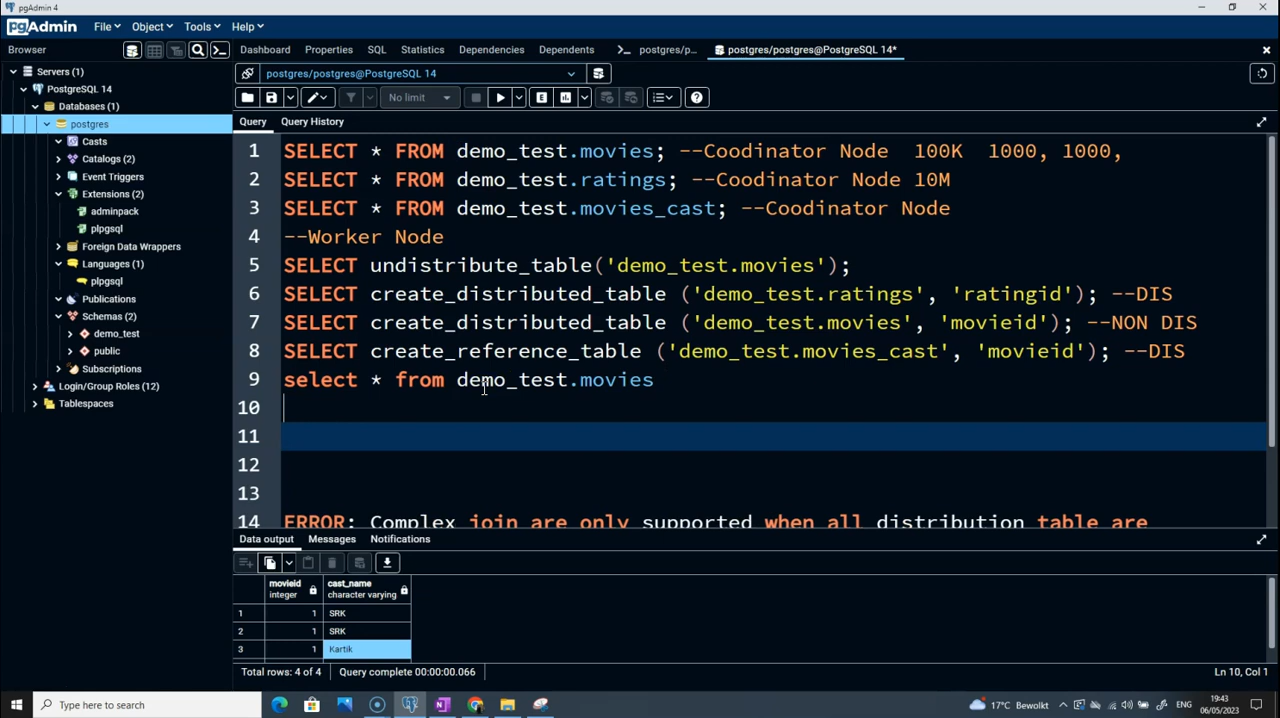 pgAdmin 4
pgAdmin File Object Tools Help
Browser
Dashboard Properties SQL Statistics Dependencies Dependents postgres/p... postgres/postgres@PostgreSQL 14*
Servers (1)
PostgreSQL 14
Databases (1)
postgres
Casts
Catalogs (2)
Event Triggers
Extensions (2)
adminpack
plpgsql
Foreign Data Wrappers
Languages (1)
plpgsql
Publications
Schemas (2)
demo_test
public
Subscriptions
Login/Group Roles (12)
Tablespaces
postgres/postgres@PostgreSQL 14
No limit
Query Query History
1 SELECT * FROM demo_test.movies; --Coodinator Node 100K 1000, 1000,
2 SELECT * FROM demo_test.ratings; --Coodinator Node 10M
3 SELECT * FROM demo_test.movies_cast; --Coodinator Node
4 --Worker Node
5 SELECT undistribute_table('demo_test.movies');
6 SELECT create_distributed_table ('demo_test.ratings', 'ratingid'); --DIS
7 SELECT create_distributed_table ('demo_test.movies', 'movieid'); --NON DIS
8 SELECT create_reference_table ('demo_test.movies_cast', 'movieid'); --DIS
9 select * from demo_test.movies
10
11
12
13
14 ERROR: Complex join are only supported when all distribution table are
Data output Messages Notifications
movieid integer cast_name character varying
1 1 SRK
2 1 SRK
3 1 Kartik
Total rows: 4 of 4 Query complete 00:00:00.066 Ln 10, Col 1
Type here to search
17°C Bewolkt ENG 19:43 06/05/2023